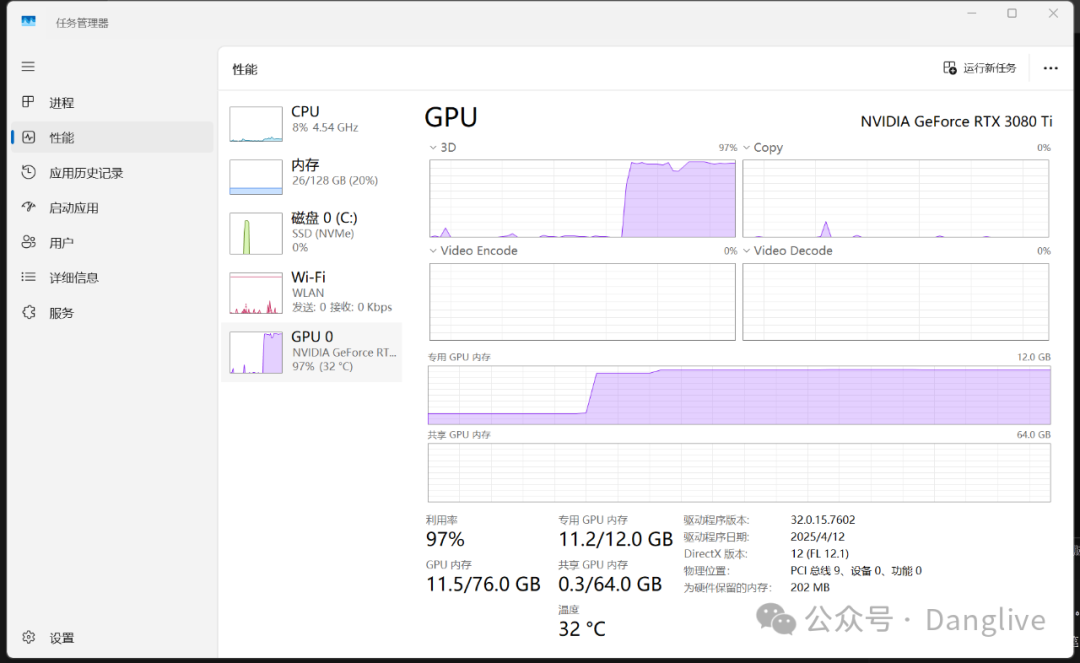 任务管理器
性能
运行新任务
进程
性能
应用历史记录
启动应用
用户
详细信息
服务
设置
CPU
8% 4.54 GHz
内存
26/128 GB (20%)
磁盘 0 (C:)
SSD (NVMe)
0%
Wi-Fi
WLAN
发送: 0 接收: 0 Kbps
GPU 0
NVIDIA GeForce RT...
97% (32 °C)
GPU
NVIDIA GeForce RTX 3080 Ti
3D 97%
Copy 0%
Video Encode 0%
Video Decode 0%
专用 GPU 内存 12.0 GB
共享 GPU 内存 64.0 GB
利用率
97%
专用 GPU 内存
11.2/12.0 GB
GPU 内存
11.5/76.0 GB
共享 GPU 内存
0.3/64.0 GB
温度
32 °C
驱动程序版本: 32.0.15.7602
驱动程序日期: 2025/4/12
DirectX 版本: 12 (FL 12.1)
物理位置: PCI 总线 9、设备 0、功能 0
为硬件保留的内存: 202 MB
公众号 · Danglive